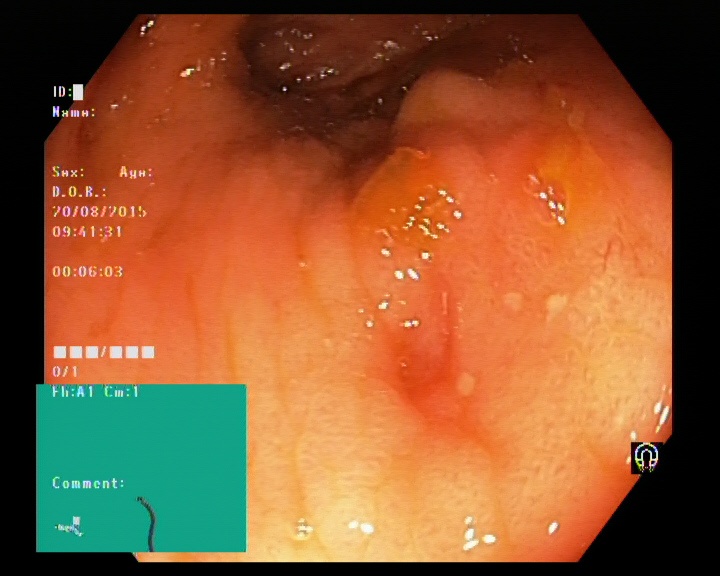 ID:
Name:
Sex: Age:
D.O.B.:
20/08/2015
09:41:31
00:06:03
/
0/1
Eh:A1 Cm:1
Comment: